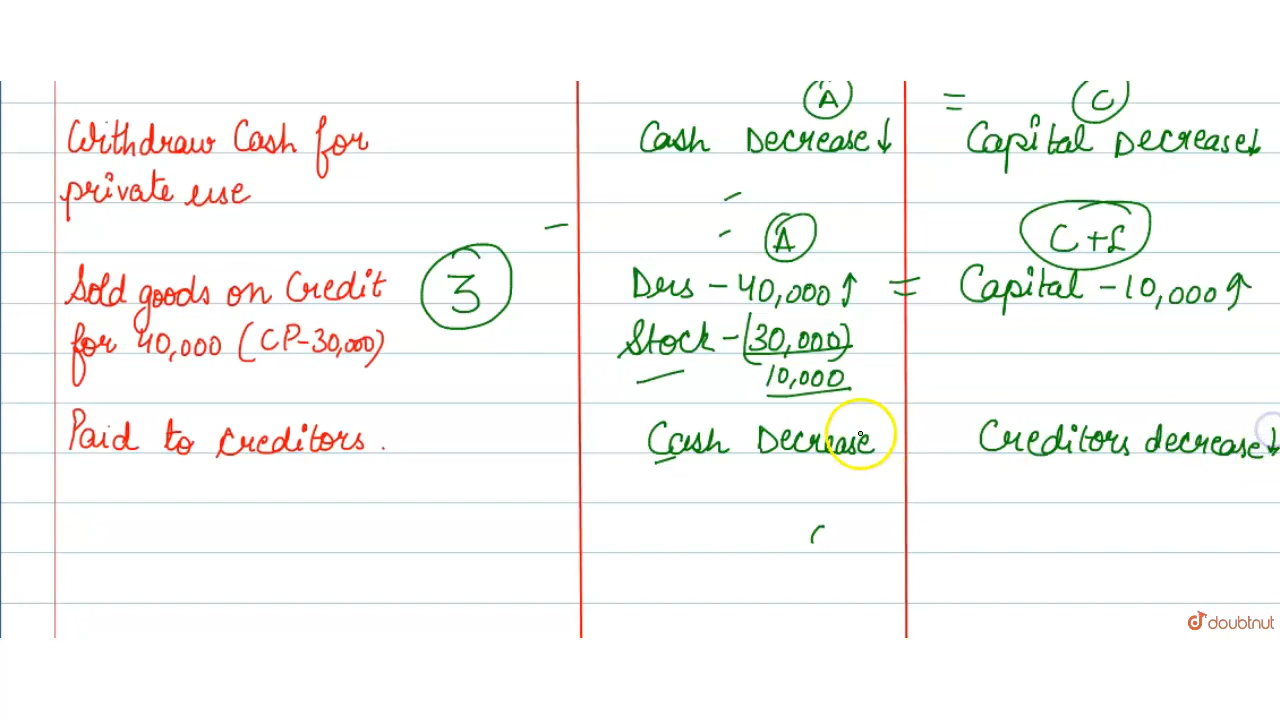 (A) = (C)
Withdraw Cash for Cash Decrease↓ Capital Decrease↓
private use
(A) C+L
Sold goods on Credit (3) Drs - 40,000↑ = Capital - 10,000↑
for 40,000 (CP-30,000) Stock - (30,000)
10,000
Paid to creditors. Cash Decrease Creditors decrease↓
doubtnut